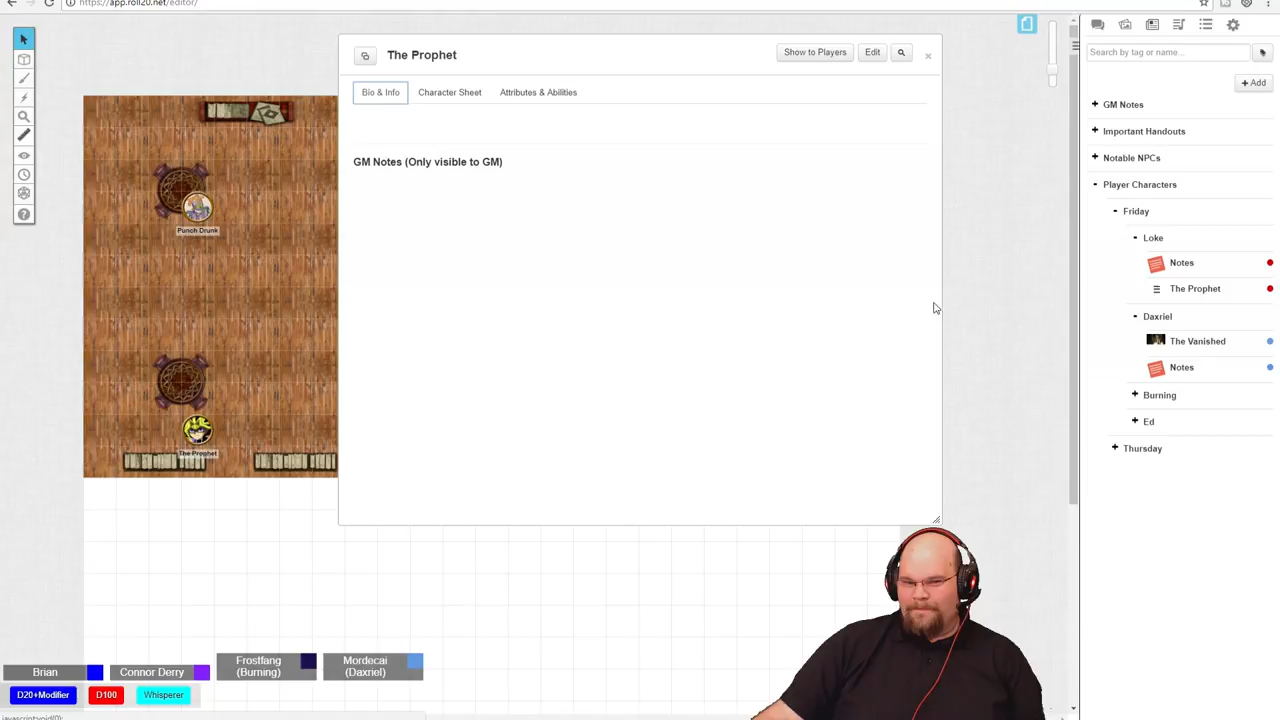 https://app.roll20.net/editor/
The Prophet
Show to Players
Edit
Bio & Info
Character Sheet
Attributes & Abilities
GM Notes (Only visible to GM)
Punch Drunk
The Prophet
Search by tag or name...
+ Add
GM Notes
Important Handouts
Notable NPCs
Player Characters
Friday
Loke
Notes
The Prophet
Daxriel
The Vanished
Notes
Burning
Ed
Thursday
Brian
Connor Derry
Frostfang
(Burning)
Mordecai
(Daxriel)
D20+Modifier
D100
Whisperer
javascript:void(0);